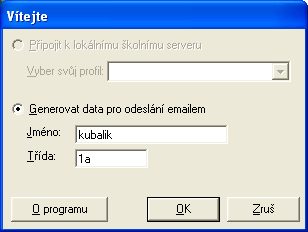 Vítejte
Připojit k lokálnímu školnímu serveru
Vyber svůj profil:
Generovat data pro odeslání emailem
Jméno: kubalik
Třída: 1a
O programu OK Zruš